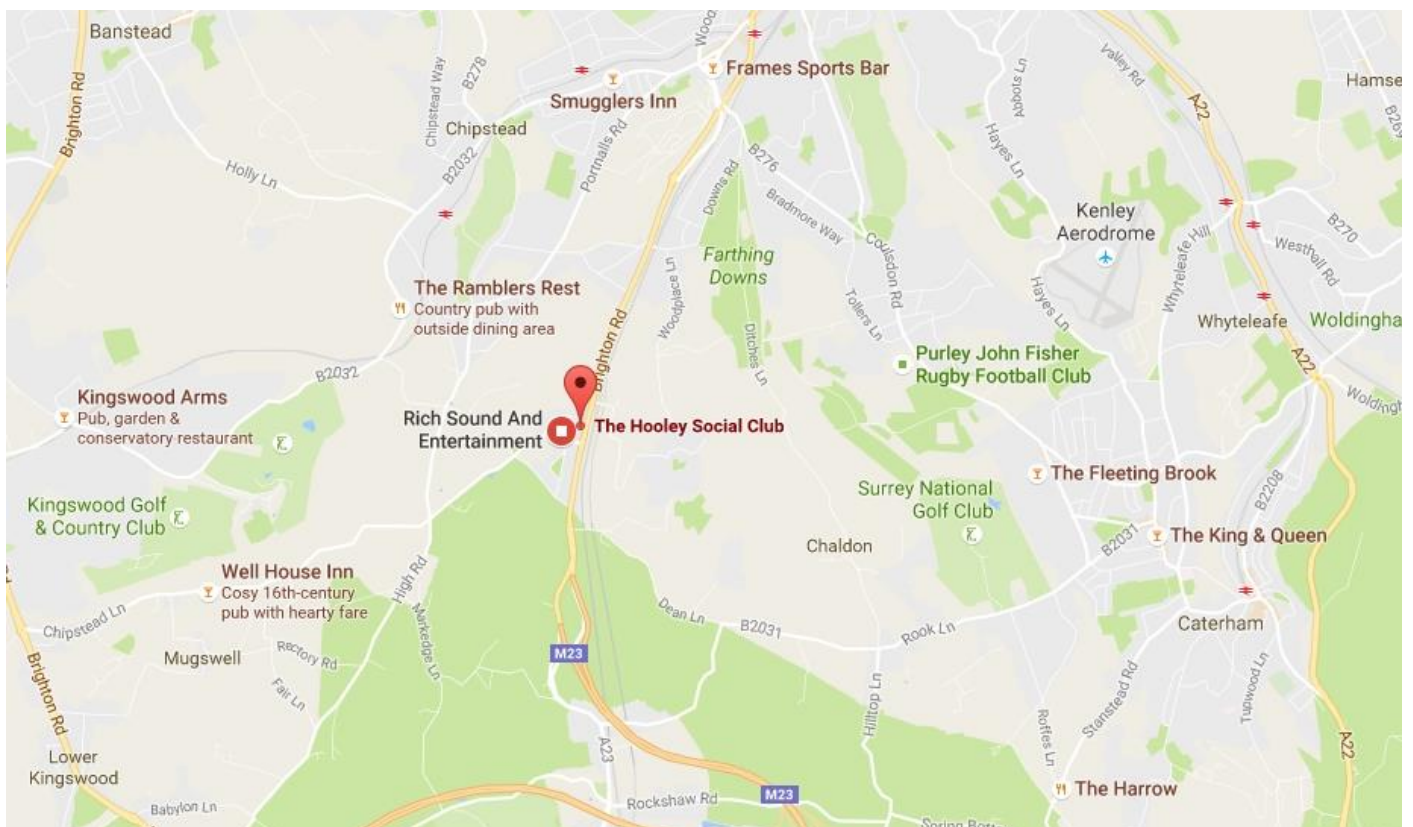 Banstead
Brighton Rd
Chipstead Way
B278
Smugglers Inn
Frames Sports Bar
Chipstead
B2032
Portnalls Rd
Holly Ln
Downs Rd
B276
Bradmore Way
Coulsdon Rd
Abbots Ln
Hayes Ln
Valley Rd
A22
Kenley
Aerodrome
Whyteleafe Hill
B270
Westhall Rd
Farthing
Downs
Woodplace Ln
Tollers Ln
Ditches Ln
Hayes Ln
Whyteleafe
A22
The Ramblers Rest
Country pub with
outside dining area
Brighton Rd
B2032
Purley John Fisher
Rugby Football Club
Kingswood Arms
Pub, garden &
conservatory restaurant
Rich Sound And
Entertainment
The Hooley Social Club
The Fleeting Brook
Kingswood Golf
& Country Club
Surrey National
Golf Club
B2208
Chaldon
B2031
The King & Queen
Well House Inn
Cosy 16th-century
pub with hearty fare
High Rd
Markedge Ln
Chipstead Ln
Mugswell
Rectory Rd
Fair Ln
Dean Ln
B2031
Rook Ln
Caterham
M23
Brighton Rd
Hilltop Ln
Roffes Ln
Stanstead Rd
Tupwood Ln
A22
A23
Lower
Kingswood
Babylon Ln
Rockshaw Rd
M23
The Harrow